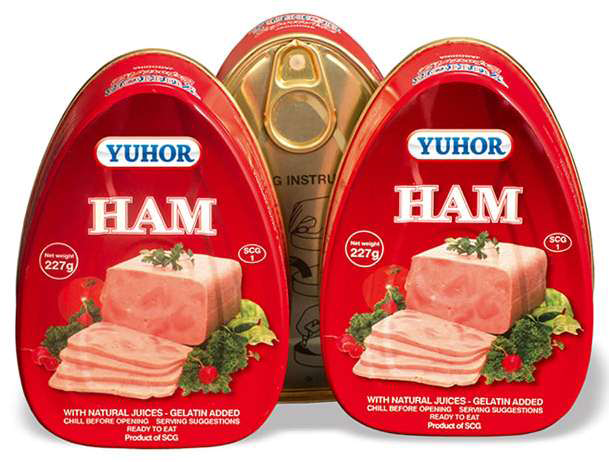 YUHOR
HAM
Net weight
227g
SCG
1
WITH NATURAL JUICES - GELATIN ADDED
CHILL BEFORE OPENING SERVING SUGGESTIONS
READY TO EAT
Product of SCG
YUHOR
G INSTRU
YUHOR
HAM
Net weight
227g
SCG
1
WITH NATURAL JUICES - GELATIN ADDED
CHILL BEFORE OPENING SERVING SUGGESTIONS
READY TO EAT
Product of SCG